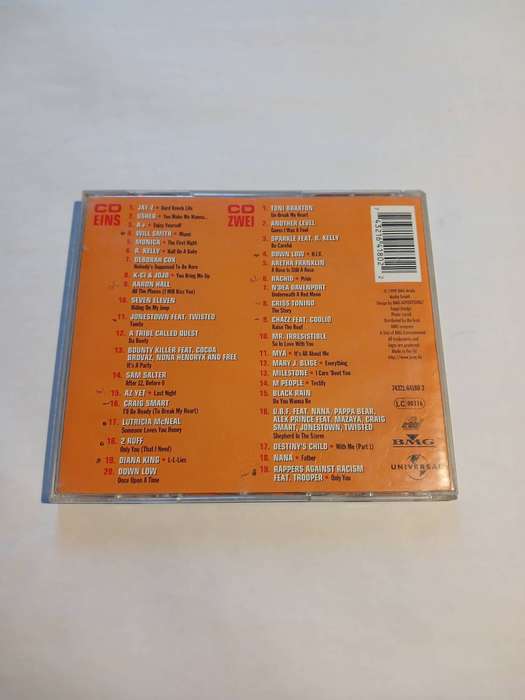 CD
EINS
1. JAY-Z • Hard Knock Life
2. USHER • You Make Me Wanna...
3. A+ • Enjoy Yourself
4. WILL SMITH • Miami
5. MONICA • The First Night
6. R. KELLY • Half On A Baby
7. DEBORAH COX
Nobody's Supposed To Be Here
8. K-Ci & JOJO • You Bring Me Up
9. AARON HALL
All The Places (I Will Kiss You)
10. SEVEN ELEVEN
Riding On My Jeep
11. JONESTOWN FEAT. TWISTED
Tandy
12. A TRIBE CALLED QUEST
Da Booty
13. BOUNTY KILLER FEAT. COCOA
BROVAZ, NONA HENDRYX AND FREE
It's A Party
14. SAM SALTER
After 12, Before 6
15. AZ YET • Last Night
16. CRAIG SMART
I'll Be Ready (To Break My Heart)
17. LUTRICIA McNEAL
Someone Loves You Honey
18. 2 RUFF
Only You (That I Need)
19. DIANA KING • L-L-Lies
20. DOWN LOW
Once Upon A Time
CD
ZWEI
1. TONI BRAXTON
Un-Break My Heart
2. ANOTHER LEVEL
Guess I Was A Fool
3. SPARKLE FEAT. R. KELLY
Be Careful
4. DOWN LOW • H.I.V.
5. ARETHA FRANKLIN
A Rose Is Still A Rose
6. RACHID • Pride
7. N'DEA DAVENPORT
Underneath A Red Moon
8. CRISS TONINO
The Story
9. CHAZZ FEAT. COOLIO
Raise The Roof
10. MR. IRRESISTIBLE
So In Love With You
11. MYA • It's All About Me
12. MARY J. BLIGE • Everything
13. MILESTONE • I Care 'Bout You
14. M PEOPLE • Testify
15. BLACK RAIN
Do You Wanna Be
16. U.B.F. FEAT. NANA, PAPPA BEAR,
ALEX PRINCE FEAT. MAZAYA, CRAIG
SMART, JONESTOWN, TWISTED
Shepherd In The Storm
17. DESTINY'S CHILD • With Me (Part I)
18. NANA • Father
19. RAPPERS AGAINST RACISM
FEAT. TROOPER • Only You
7 43216 41802 2
74321 64180 2
LC 00116
BMG
UNIVERSAL